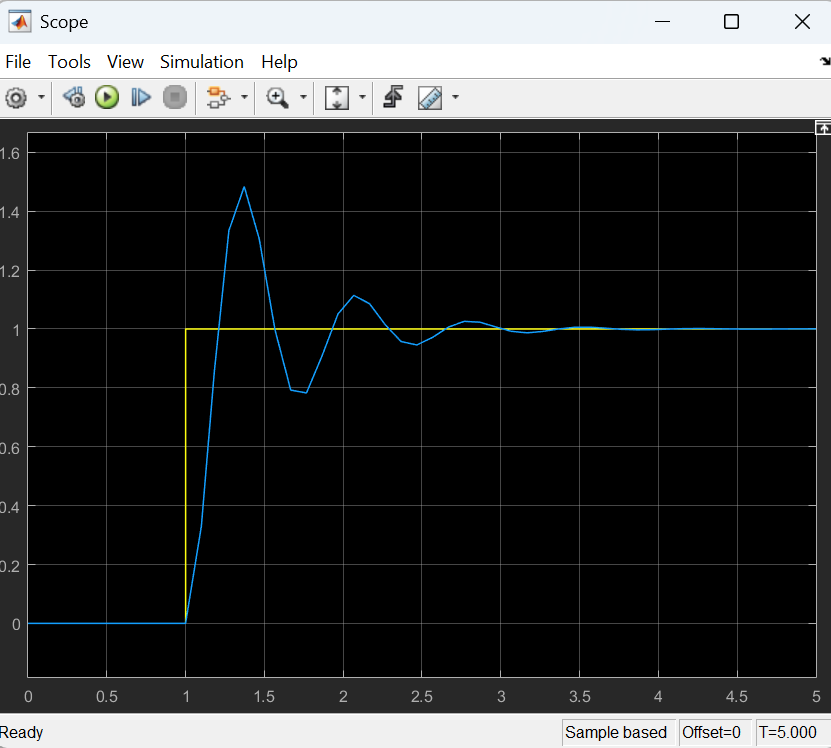 Scope
File Tools View Simulation Help
1.6
1.4
1.2
1
0.8
0.6
0.4
0.2
0
0 0.5 1 1.5 2 2.5 3 3.5 4 4.5 5
Ready Sample based Offset=0 T=5.000